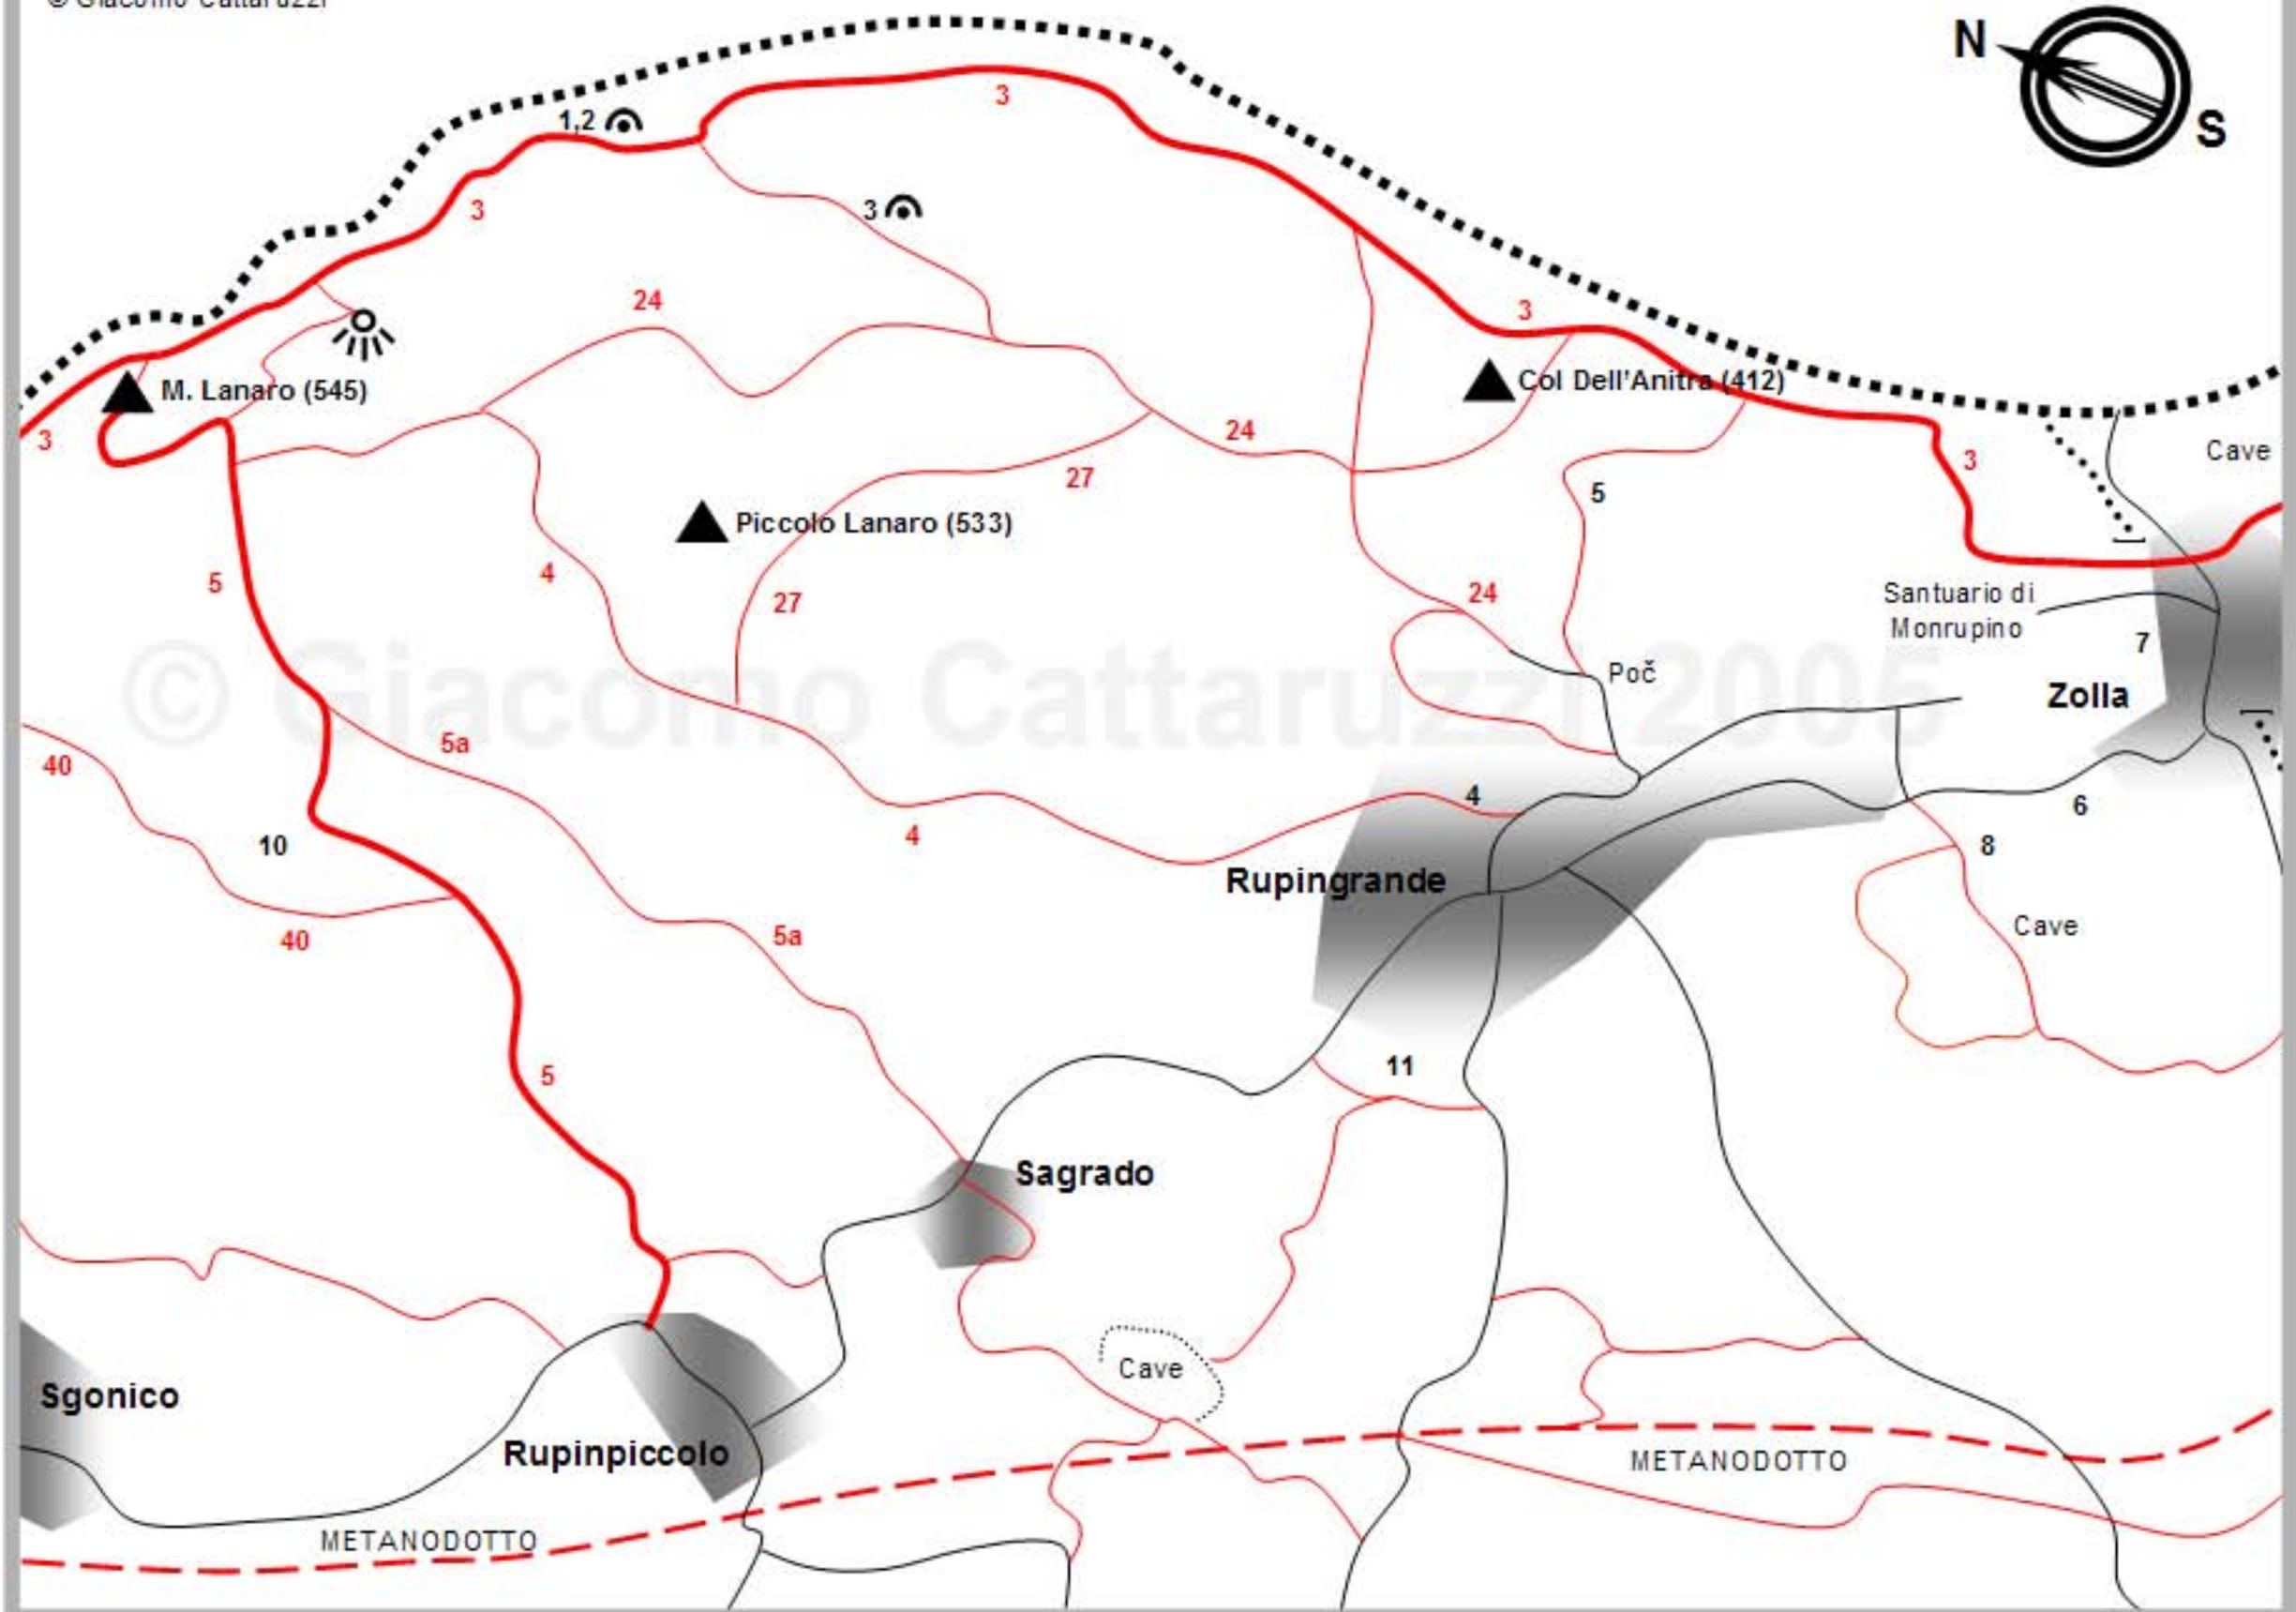 © Giacomo Cattaruzzi
N
S
3
1,2
3
3
24
3
Col Dell'Anitra (412)
M. Lanaro (545)
3
24
3
Cave
27
5
Piccolo Lanaro (533)
4
5
27
24
Santuario di
Monrupino
7
Poč
Zolla
© Giacomo Cattaruzzi 2005
5a
40
4
6
10
4
8
Rupingrande
Cave
5a
40
11
5
Sagrado
Cave
Sgonico
Rupinpiccolo
METANODOTTO
METANODOTTO